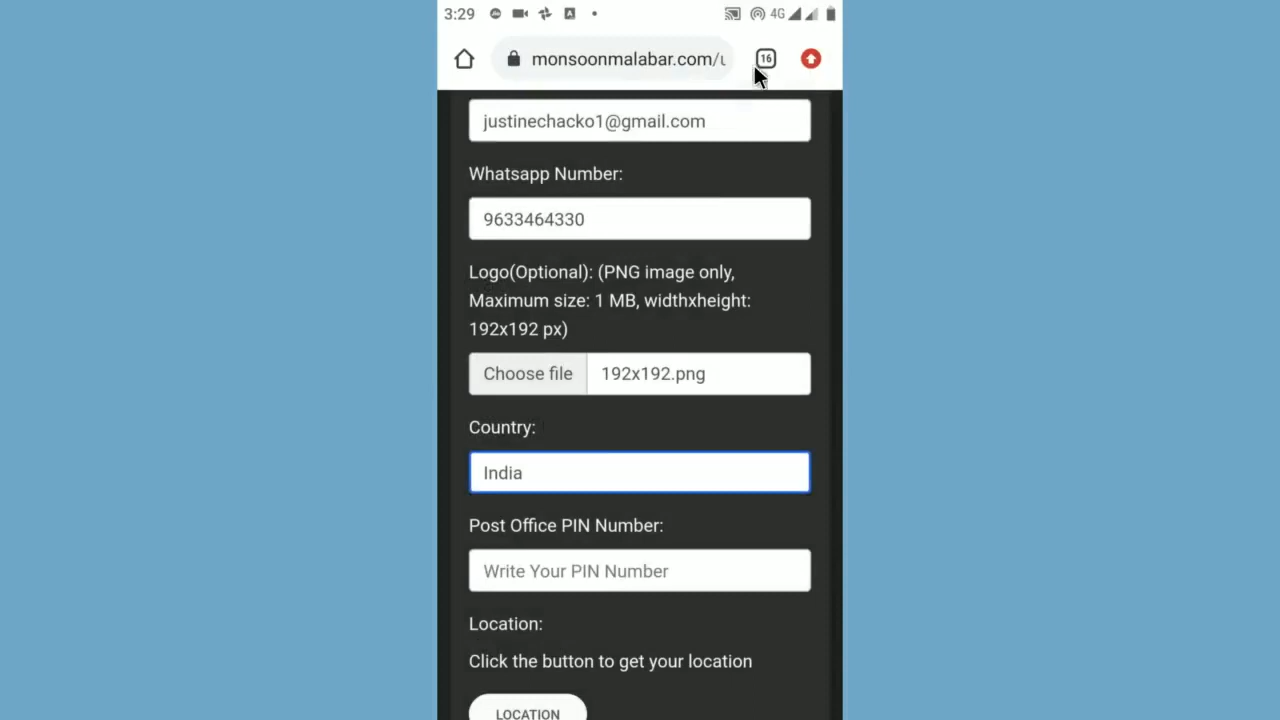 3:29
4G
monsoonmalabar.com/u
16
justinechacko1@gmail.com
Whatsapp Number:
9633464330
Logo(Optional): (PNG image only,
Maximum size: 1 MB, widthxheight:
192x192 px)
Choose file 192x192.png
Country:
India
Post Office PIN Number:
Write Your PIN Number
Location:
Click the button to get your location
LOCATION